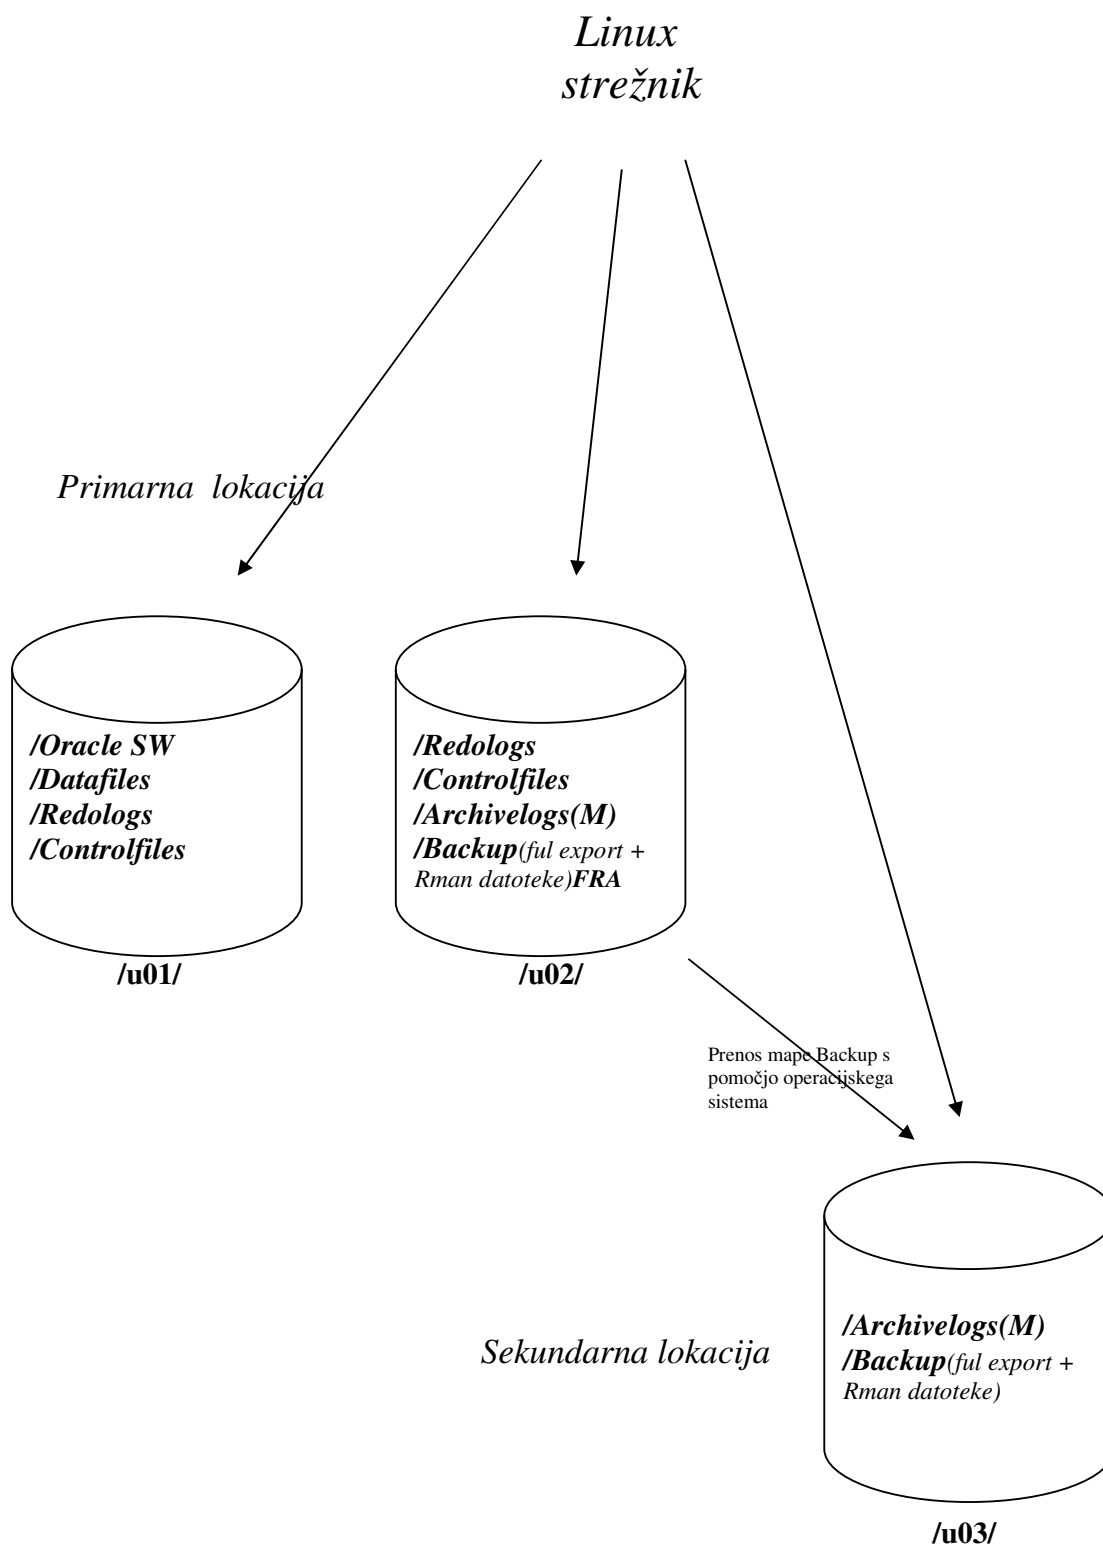 Linux
strežnik
Primarna lokacija
/Oracle SW
/Datafiles
/Redologs
/Controlfiles
/u01/
/Redologs
/Controlfiles
/Archivelogs(M)
/Backup(ful export +
Rman datoteke)FRA
/u02/
Prenos mape Backup s
pomočjo operacijskega
sistema
Sekundarna lokacija
/Archivelogs(M)
/Backup(ful export +
Rman datoteke)
/u03/